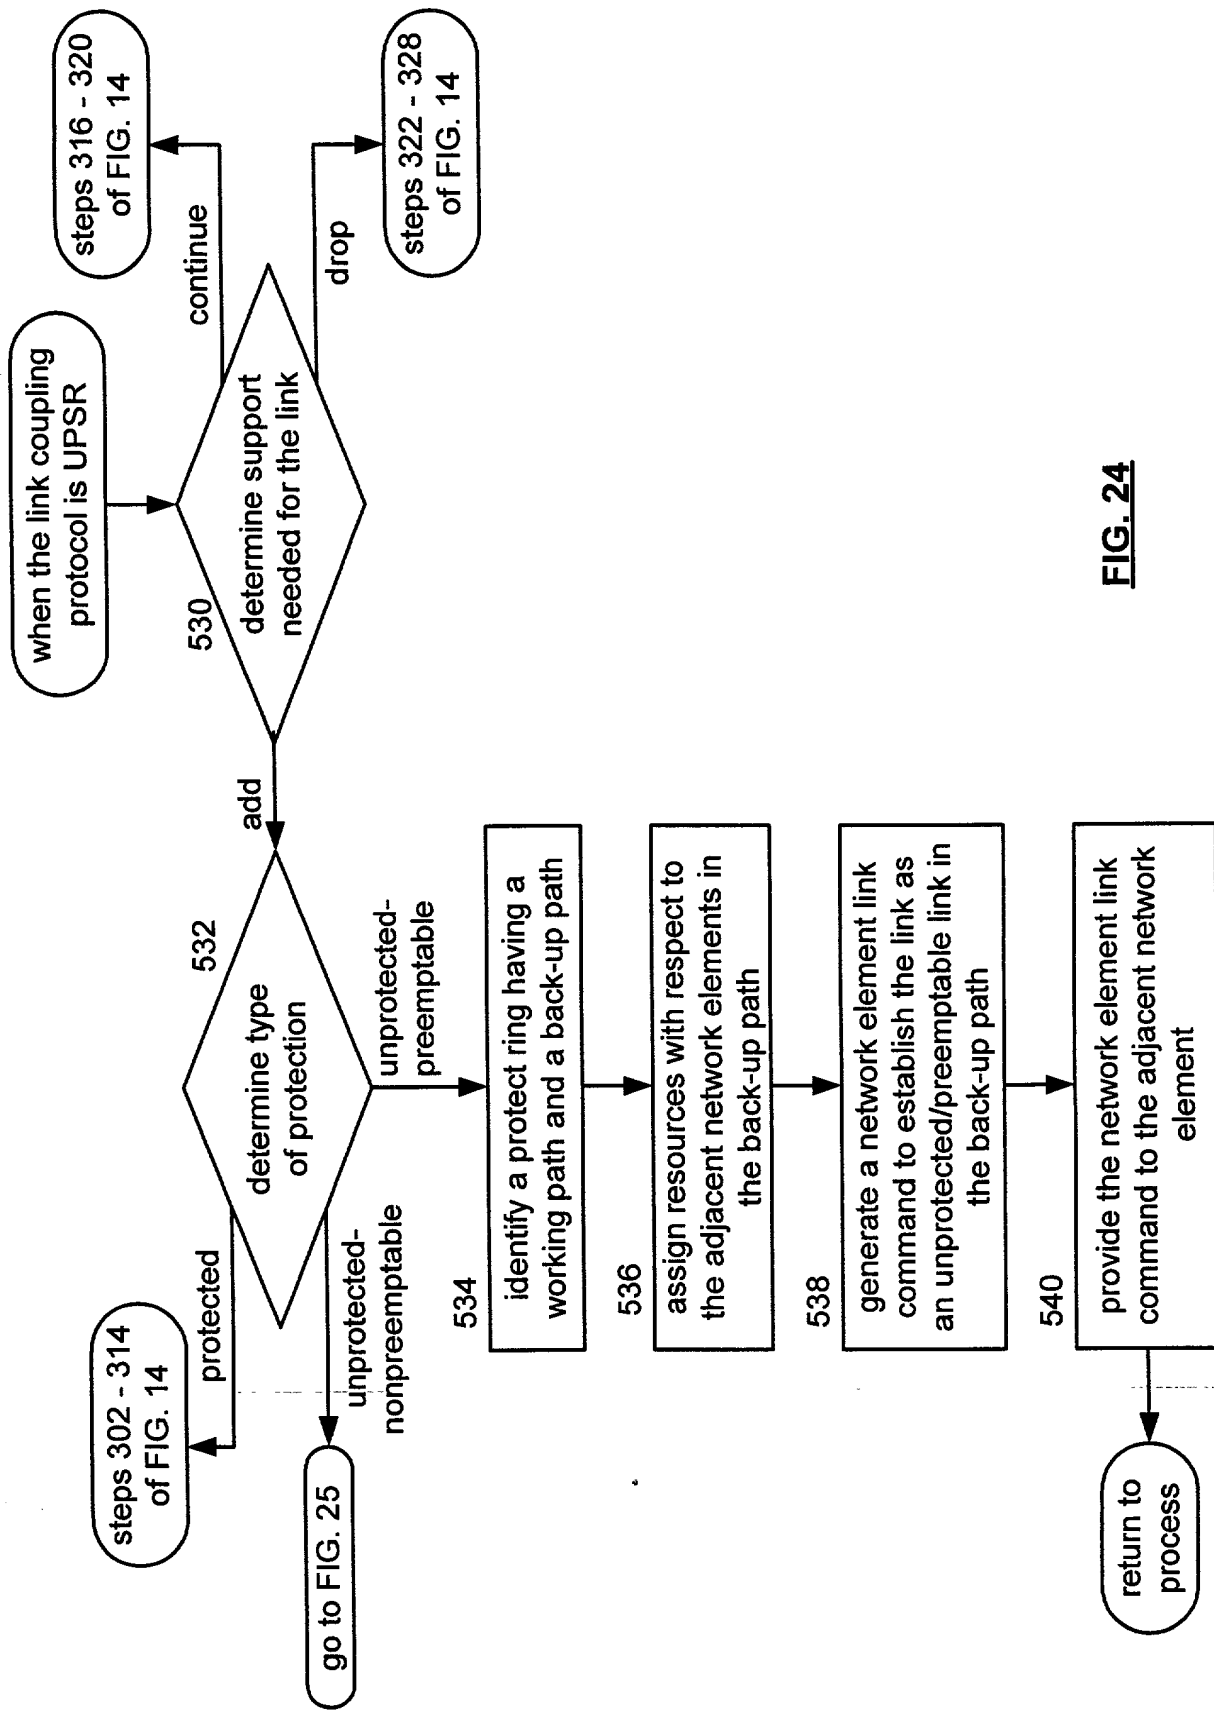 when the link coupling
protocol is UPSR
530
determine support
needed for the link
continue
steps 316 - 320
of FIG. 14
drop
steps 322 - 328
of FIG. 14
add
532
determine type
of protection
protected
steps 302 - 314
of FIG. 14
unprotected-
nonpreemptable
go to FIG. 25
unprotected-
preemptable
534
identify a protect ring having a
working path and a back-up path
536
assign resources with respect to
the adjacent network elements in
the back-up path
538
generate a network element link
command to establish the link as
an unprotected/preemptable link in
the back-up path
540
provide the network element link
command to the adjacent network
element
return to
process
FIG. 24